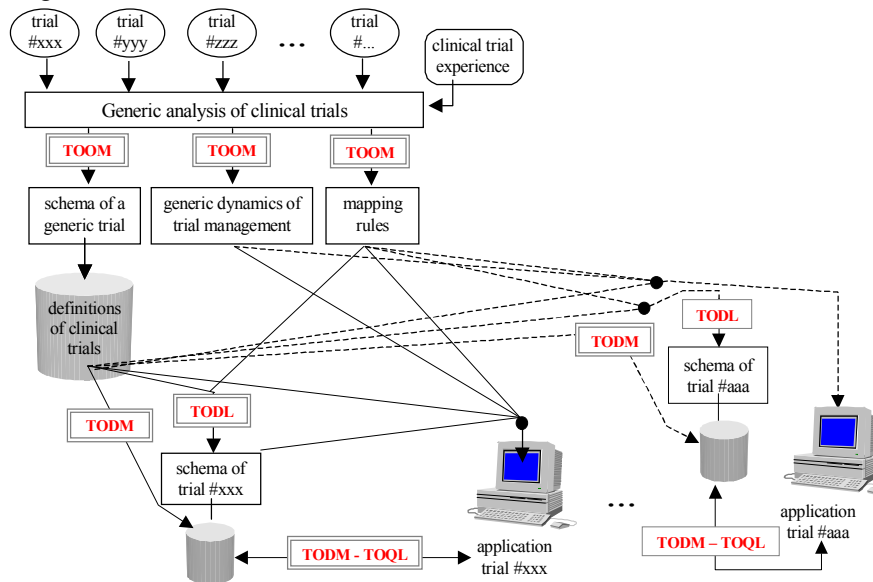 trial #xxx
trial #yyy
trial #zzz
...
trial #...
clinical trial experience
Generic analysis of clinical trials
TOOM
TOOM
TOOM
schema of a generic trial
generic dynamics of trial management
mapping rules
definitions of clinical trials
TODL
TODM
schema of trial #aaa
TODM
TODL
schema of trial #xxx
...
TODM - TOQL
application trial #xxx
TODM – TOQL
application trial #aaa